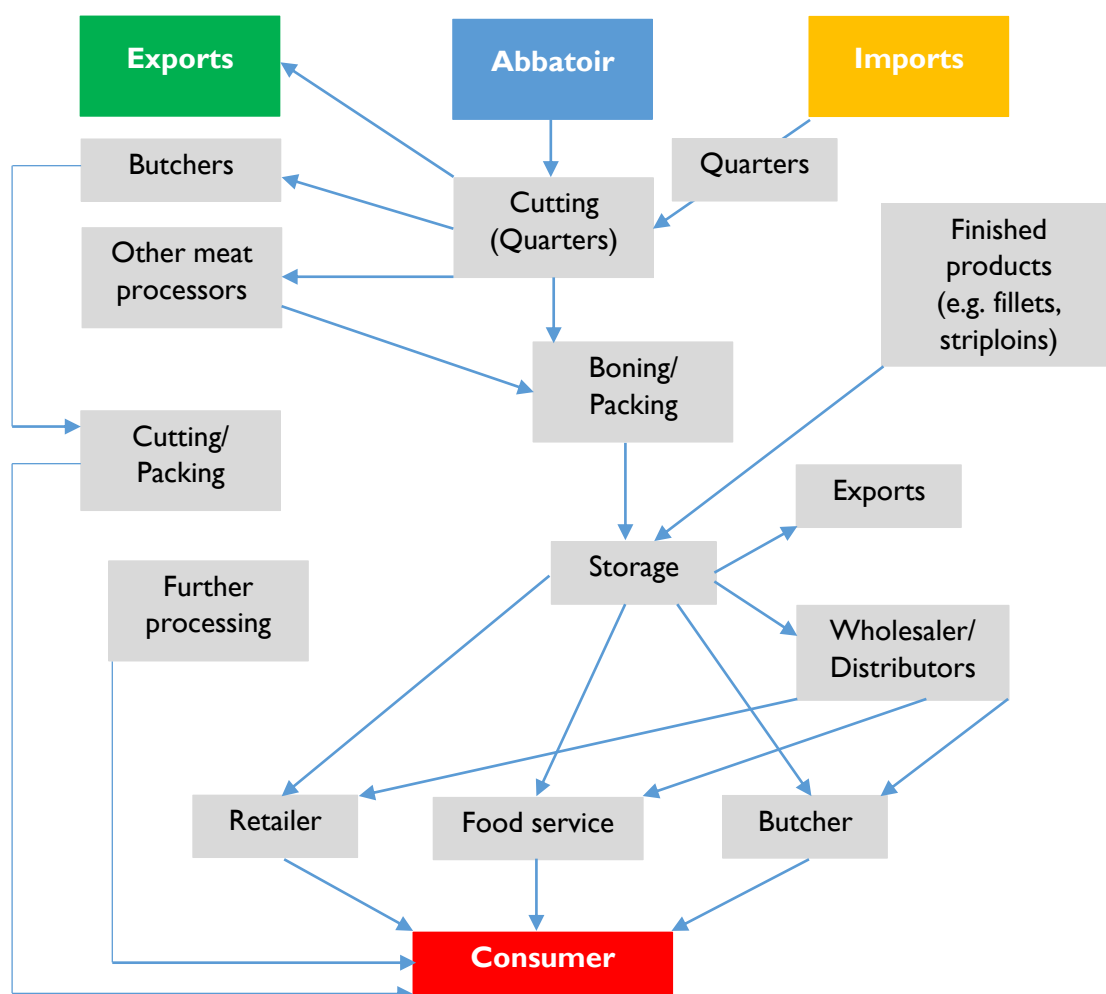 Exports
Abbatoir
Imports
Butchers
Quarters
Cutting
(Quarters)
Other meat
processors
Finished
products
(e.g. fillets,
striploins)
Boning/
Packing
Cutting/
Packing
Exports
Storage
Further
processing
Wholesaler/
Distributors
Retailer
Food service
Butcher
Consumer